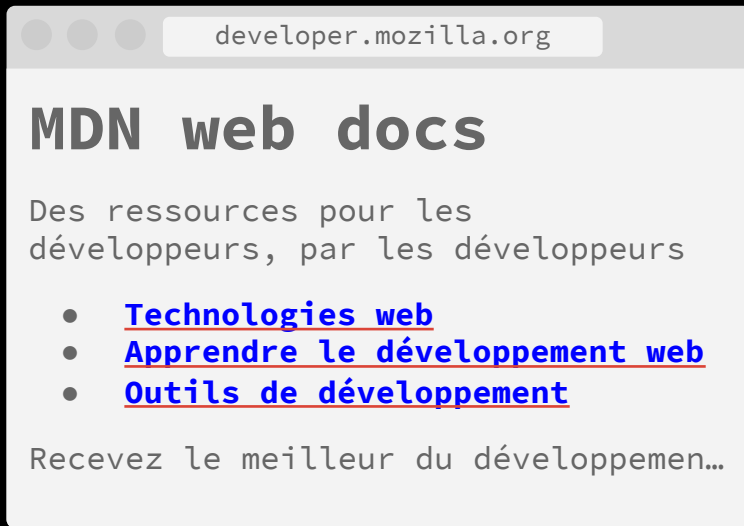 developer.mozilla.org
MDN web docs
Des ressources pour les
développeurs, par les développeurs
● Technologies web
● Apprendre le développement web
● Outils de développement
Recevez le meilleur du développemen…